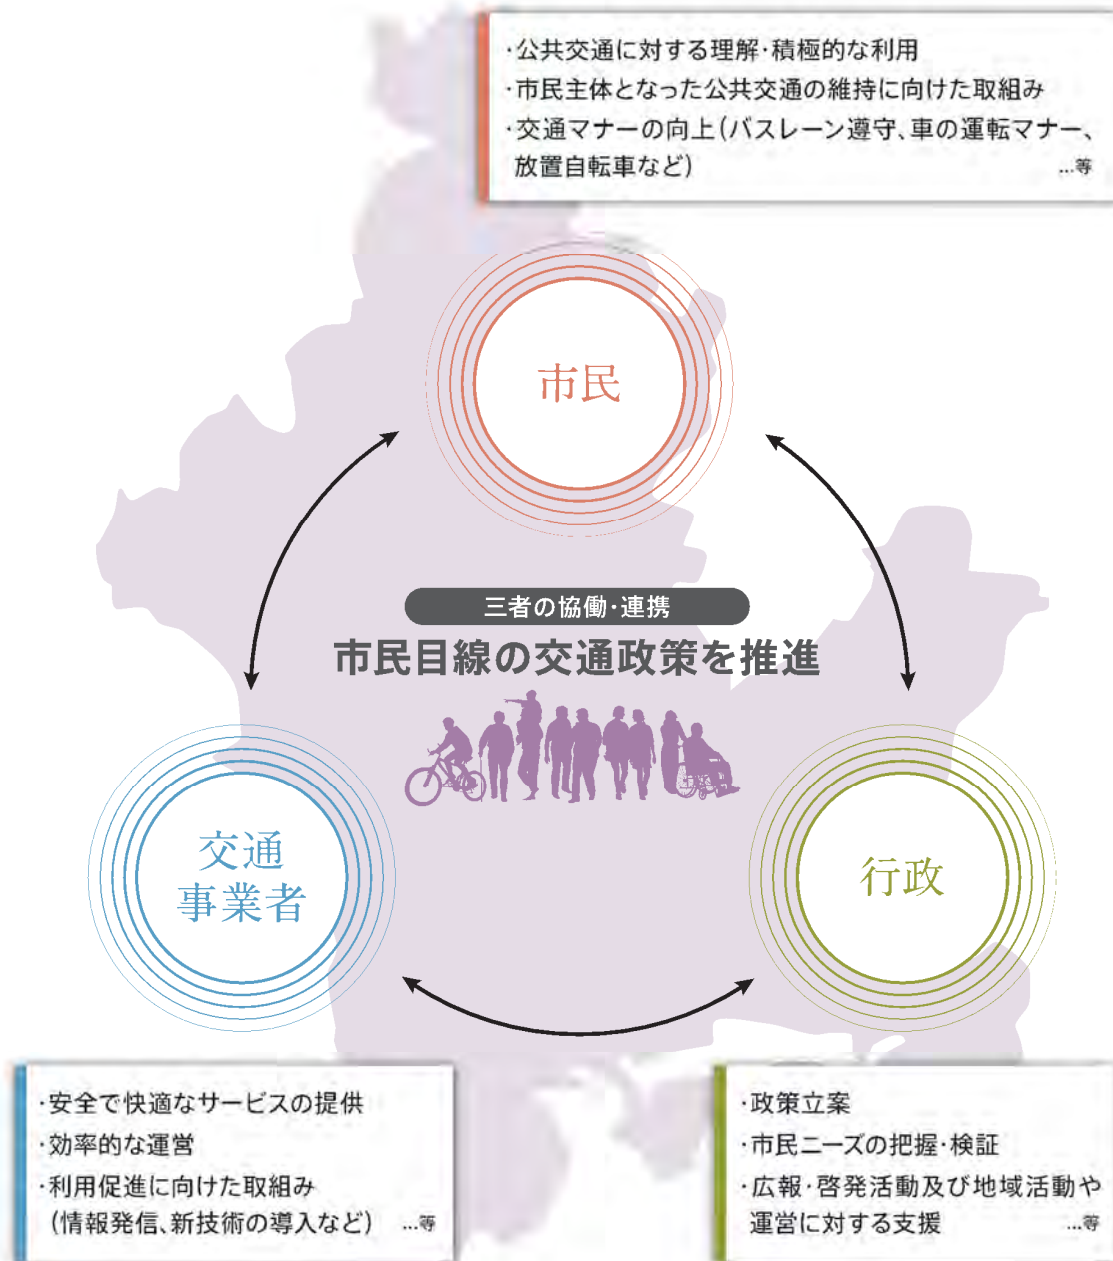 ・公共交通に対する理解・積極的な利用
・市民主体となった公共交通の維持に向けた取組み
・交通マナーの向上(バスレーン遵守、車の運転マナー、
放置自転車など) …等
市民
三者の協働・連携
市民目線の交通政策を推進
交通
事業者
行政
・安全で快適なサービスの提供
・効率的な運営
・利用促進に向けた取組み
(情報発信、新技術の導入など) …等
・政策立案
・市民ニーズの把握・検証
・広報・啓発活動及び地域活動や
運営に対する支援 …等